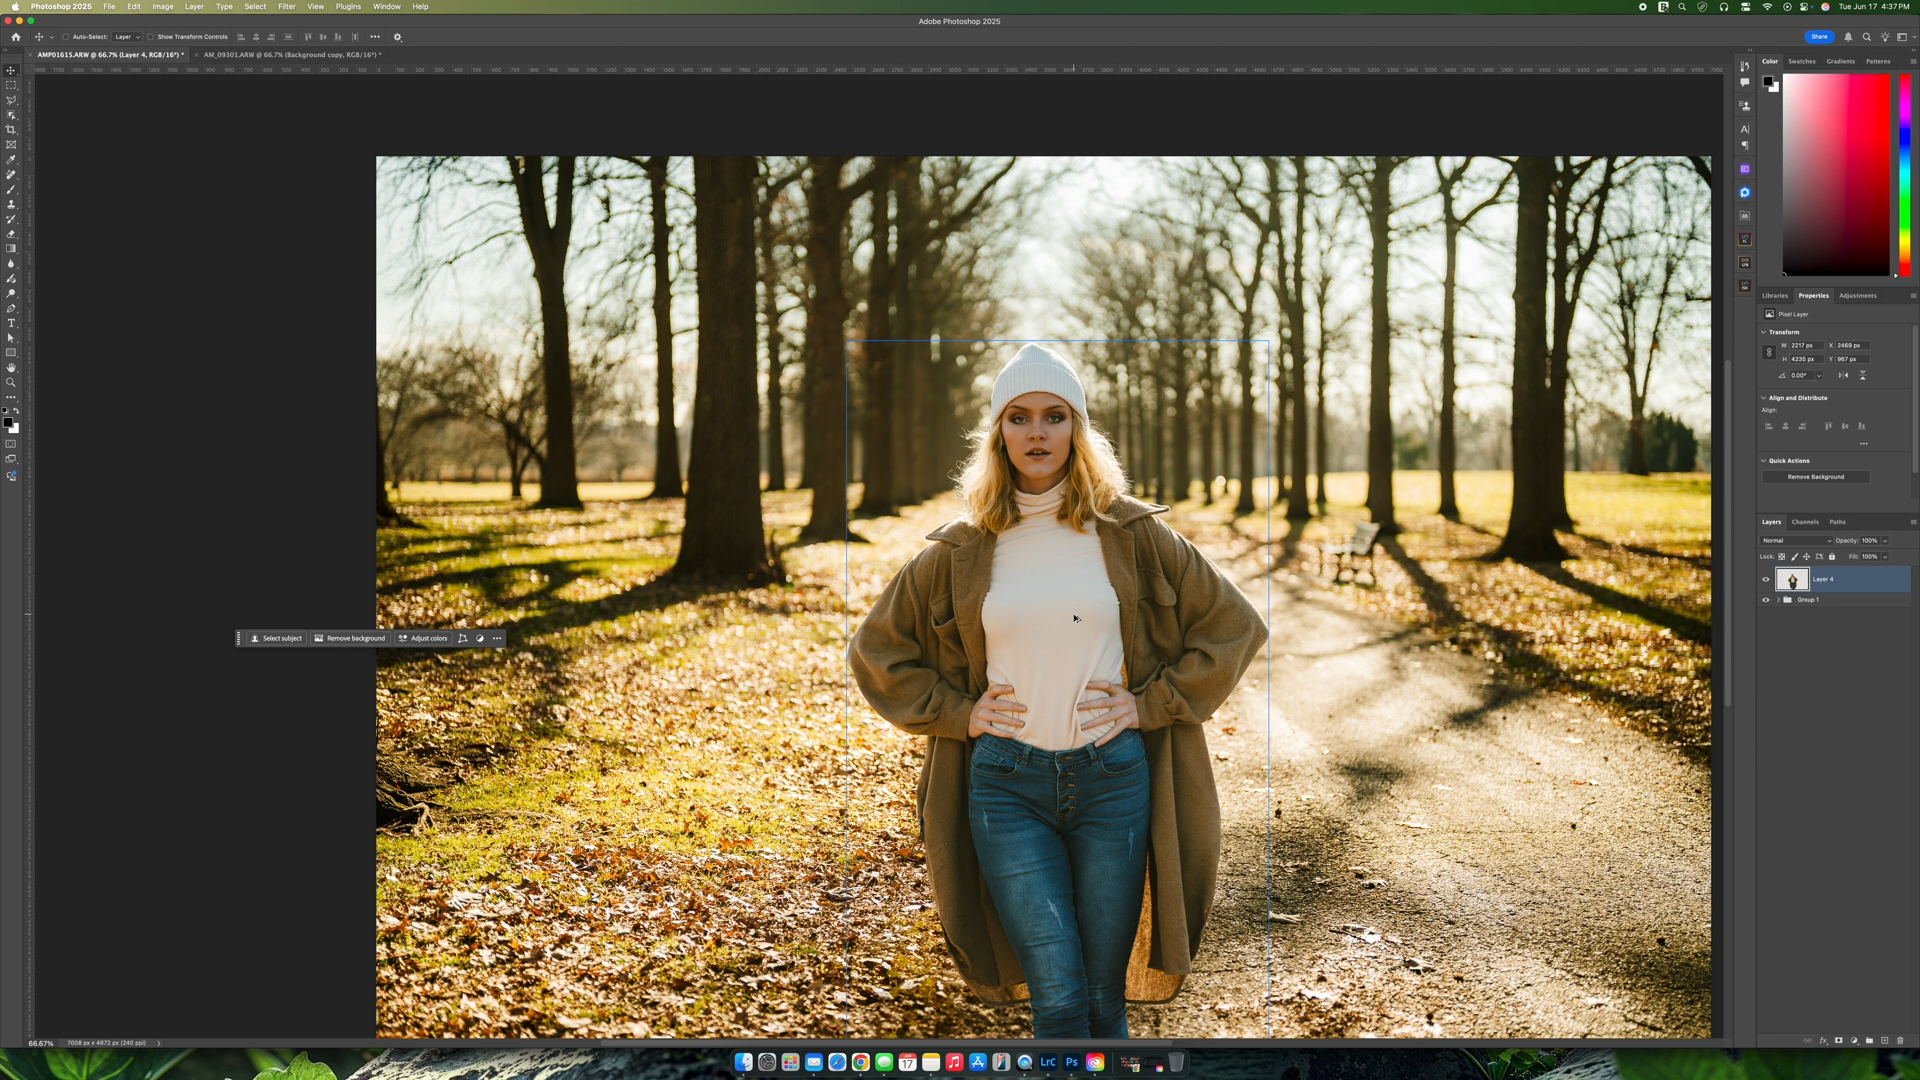 Photoshop 2025 File Edit Image Layer Type Select Filter View Plugins Window Help Tue Jun 17 4:37 PM
Adobe Photoshop 2025
Auto-Select: Layer Show Transform Controls Share
AMP01615.ARW @ 66.7% (Layer 4, RGB/16*) * AM_09301.ARW @ 66.7% (Background copy, RGB/16*) *
Color Swatches Gradients Patterns
Libraries Properties Adjustments
Pixel Layer
Transform
W 2217 px X 2469 px
H 4235 px Y 967 px
0.00°
Align and Distribute
Align:
Quick Actions
Remove Background
Layers Channels Paths
Normal Opacity: 100%
Lock: Fill: 100%
Layer 4
Group 1
Select subject Remove background Adjust colors
66.67% 7008 px x 4672 px (240 ppi)
17 LrC Ps